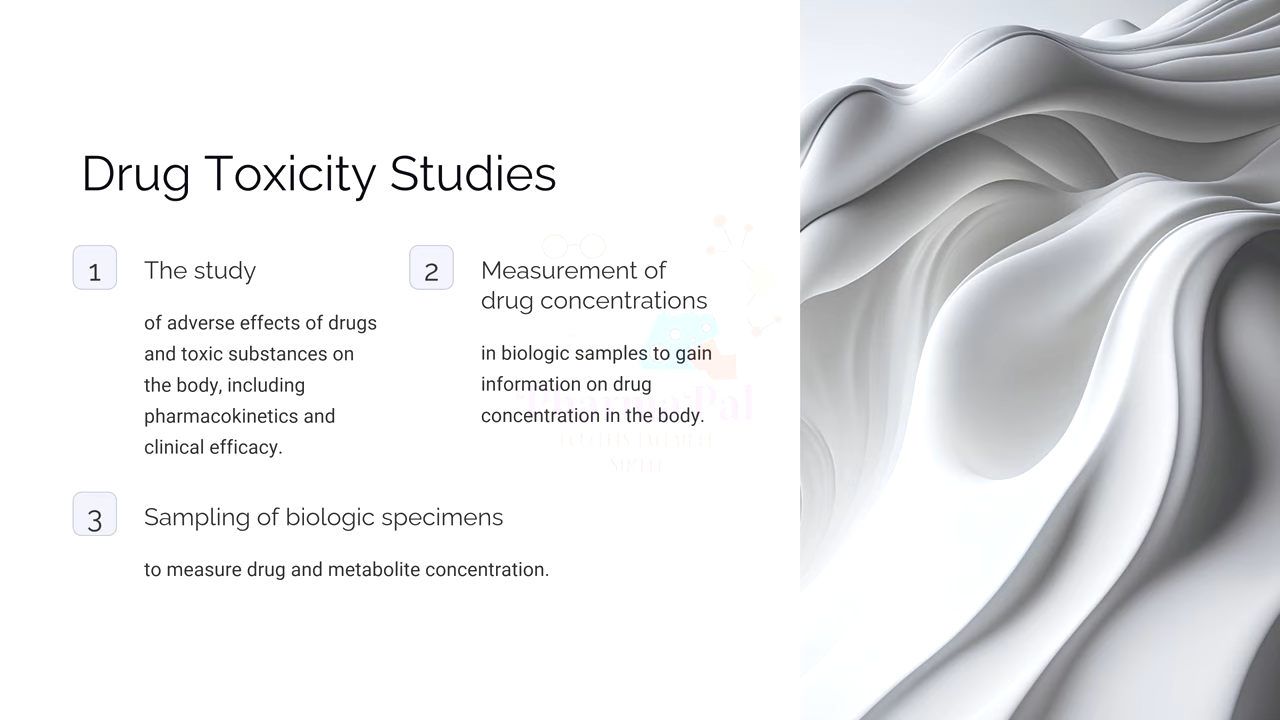 Drug Toxicity Studies
1
The study
of adverse effects of drugs
and toxic substances on
the body, including
pharmacokinetics and
clinical efficacy.
2
Measurement of
drug concentrations
in biologic samples to gain
information on drug
concentration in the body.
PharmaPal
3
Sampling of biologic specimens
to measure drug and metabolite concentration.